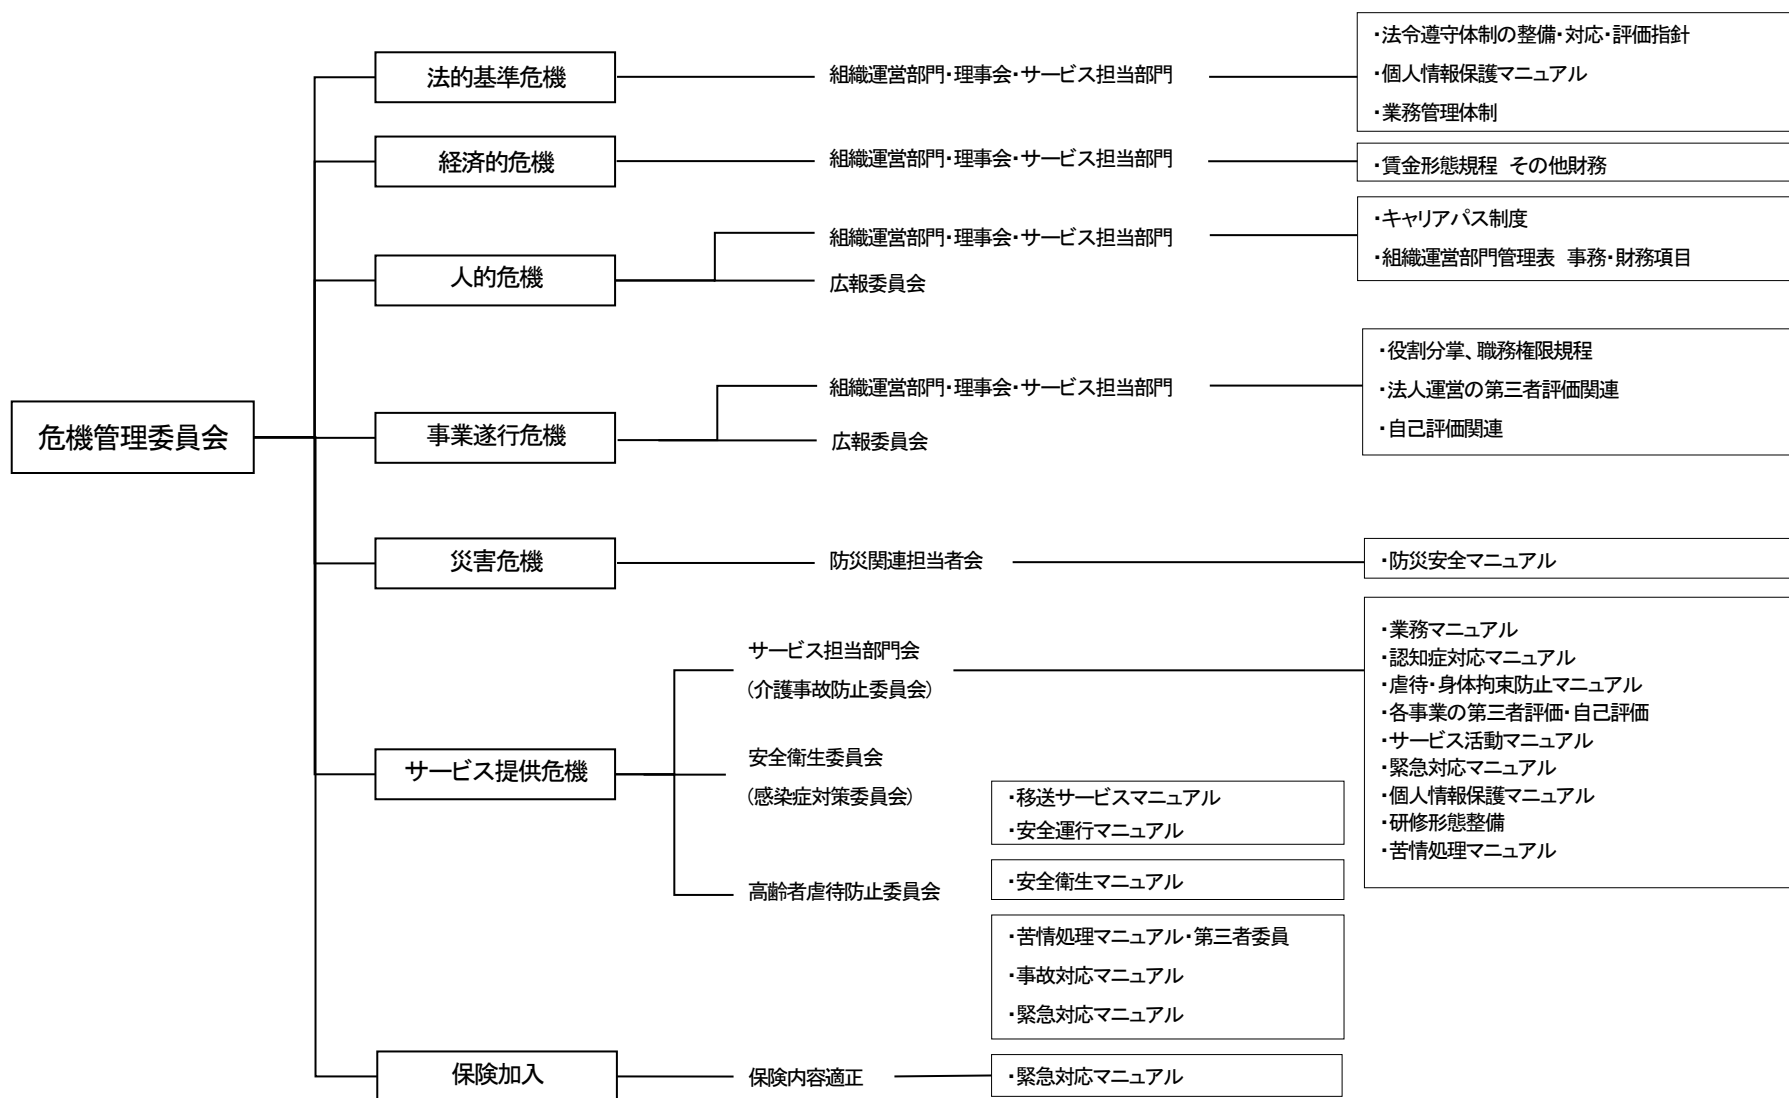 危機管理委員会
法的基準危機
組織運営部門・理事会・サービス担当部門
・法令遵守体制の整備・対応・評価指針
・個人情報保護マニュアル
・業務管理体制
経済的危機
組織運営部門・理事会・サービス担当部門
・賃金形態規程 その他財務
人的危機
組織運営部門・理事会・サービス担当部門
広報委員会
・キャリアパス制度
・組織運営部門管理表 事務・財務項目
事業遂行危機
組織運営部門・理事会・サービス担当部門
広報委員会
・役割分掌、職務権限規程
・法人運営の第三者評価関連
・自己評価関連
災害危機
防災関連担当者会
・防災安全マニュアル
サービス提供危機
サービス担当部門会
(介護事故防止委員会)
・業務マニュアル
・認知症対応マニュアル
・虐待・身体拘束防止マニュアル
・各事業の第三者評価・自己評価
・サービス活動マニュアル
・緊急対応マニュアル
・個人情報保護マニュアル
・研修形態整備
・苦情処理マニュアル
安全衛生委員会
(感染症対策委員会)
・移送サービスマニュアル
・安全運行マニュアル
高齢者虐待防止委員会
・安全衛生マニュアル
・苦情処理マニュアル・第三者委員
・事故対応マニュアル
・緊急対応マニュアル
保険加入
保険内容適正
・緊急対応マニュアル